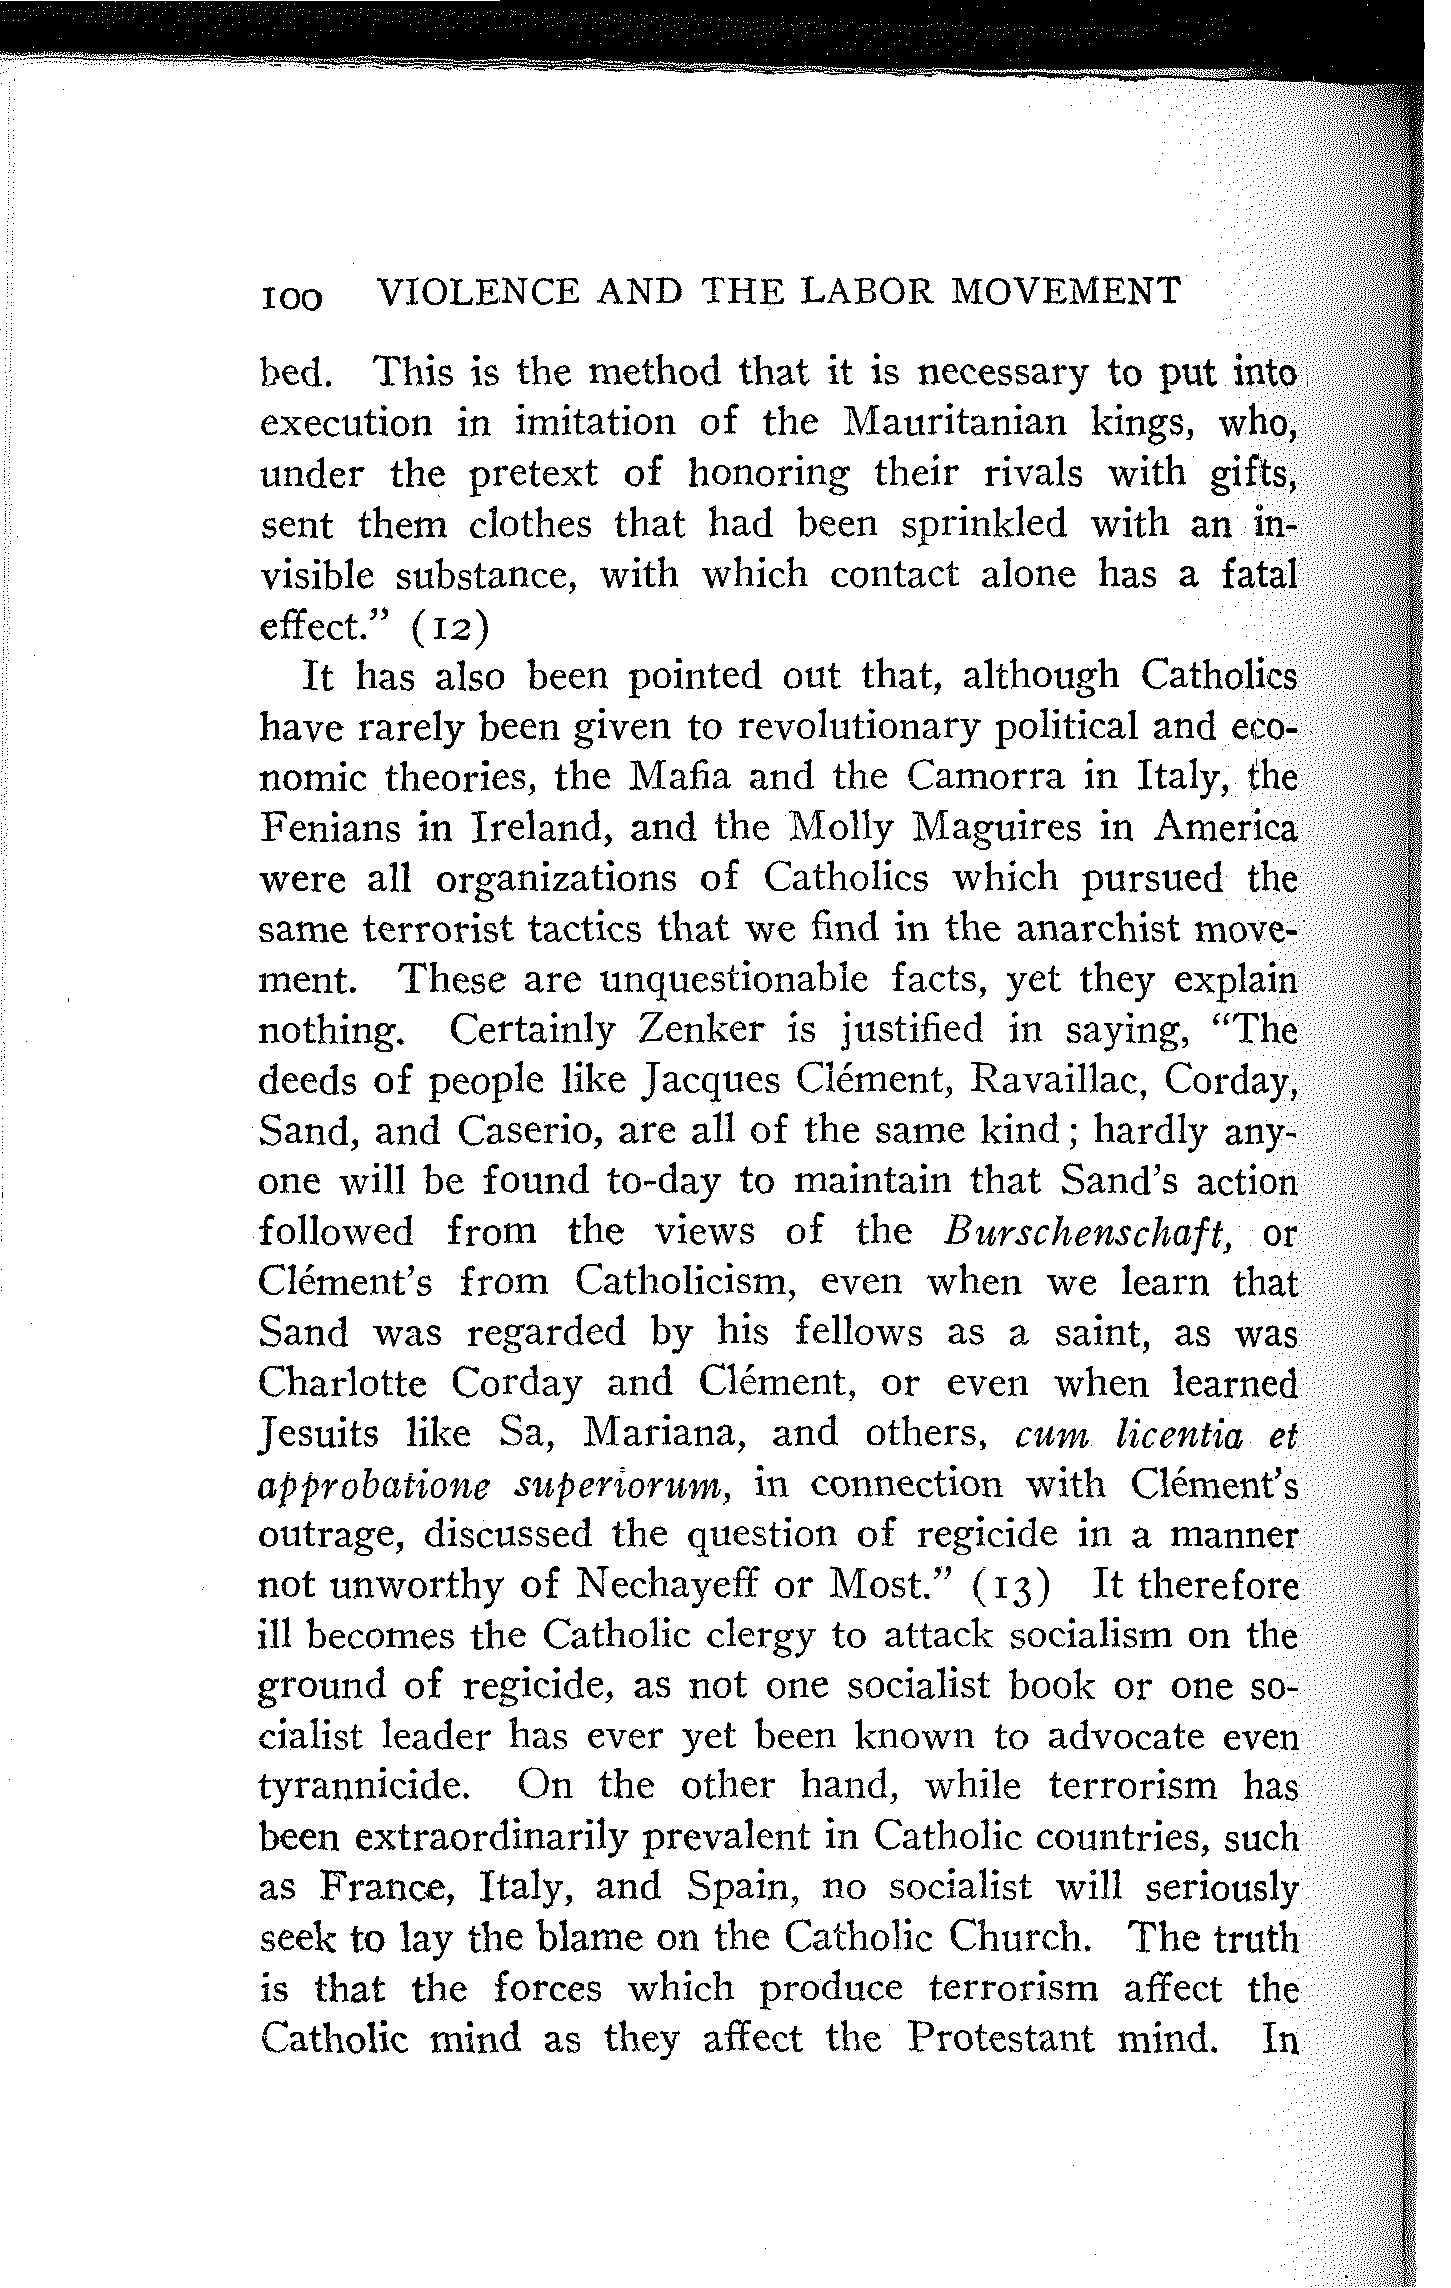 100 VIOLENCE AND THE LABOR MOVEMENT
bed. This is the method that it is necessary to put into
execution in imitation of the Mauritanian kings, who,
under the pretext of honoring their rivals with gifts,
sent them clothes that had been sprinkled with an in-
visible substance, with which contact alone has a fatal
effect.” (12)
It has also been pointed out that, although Catholics
have rarely been given to revolutionary political and eco-
nomic theories, the Mafia and the Camorra in Italy, the
Fenians in Ireland, and the Molly Maguires in America
were all organizations of Catholics which pursued the
same terrorist tactics that we find in the anarchist move-
ment. These are unquestionable facts, yet they explain
nothing. Certainly Zenker is justified in saying, “The
deeds of people like Jacques Clément, Ravaillac, Corday,
Sand, and Caserio, are all of the same kind; hardly any-
one will be found to-day to maintain that Sand’s action
followed from the views of the Burschenschaft, or
Clément’s from Catholicism, even when we learn that
Sand was regarded by his fellows as a saint, as was
Charlotte Corday and Clément, or even when learned
Jesuits like Sa, Mariana, and others, cum licentia et
approbatione superiorum, in connection with Clément’s
outrage, discussed the question of regicide in a manner
not unworthy of Nechayeff or Most.” (13) It therefore
ill becomes the Catholic clergy to attack socialism on the
ground of regicide, as not one socialist book or one so-
cialist leader has ever yet been known to advocate even
tyrannicide. On the other hand, while terrorism has
been extraordinarily prevalent in Catholic countries, such
as France, Italy, and Spain, no socialist will seriously
seek to lay the blame on the Catholic Church. The truth
is that the forces which produce terrorism affect the
Catholic mind as they affect the Protestant mind. In